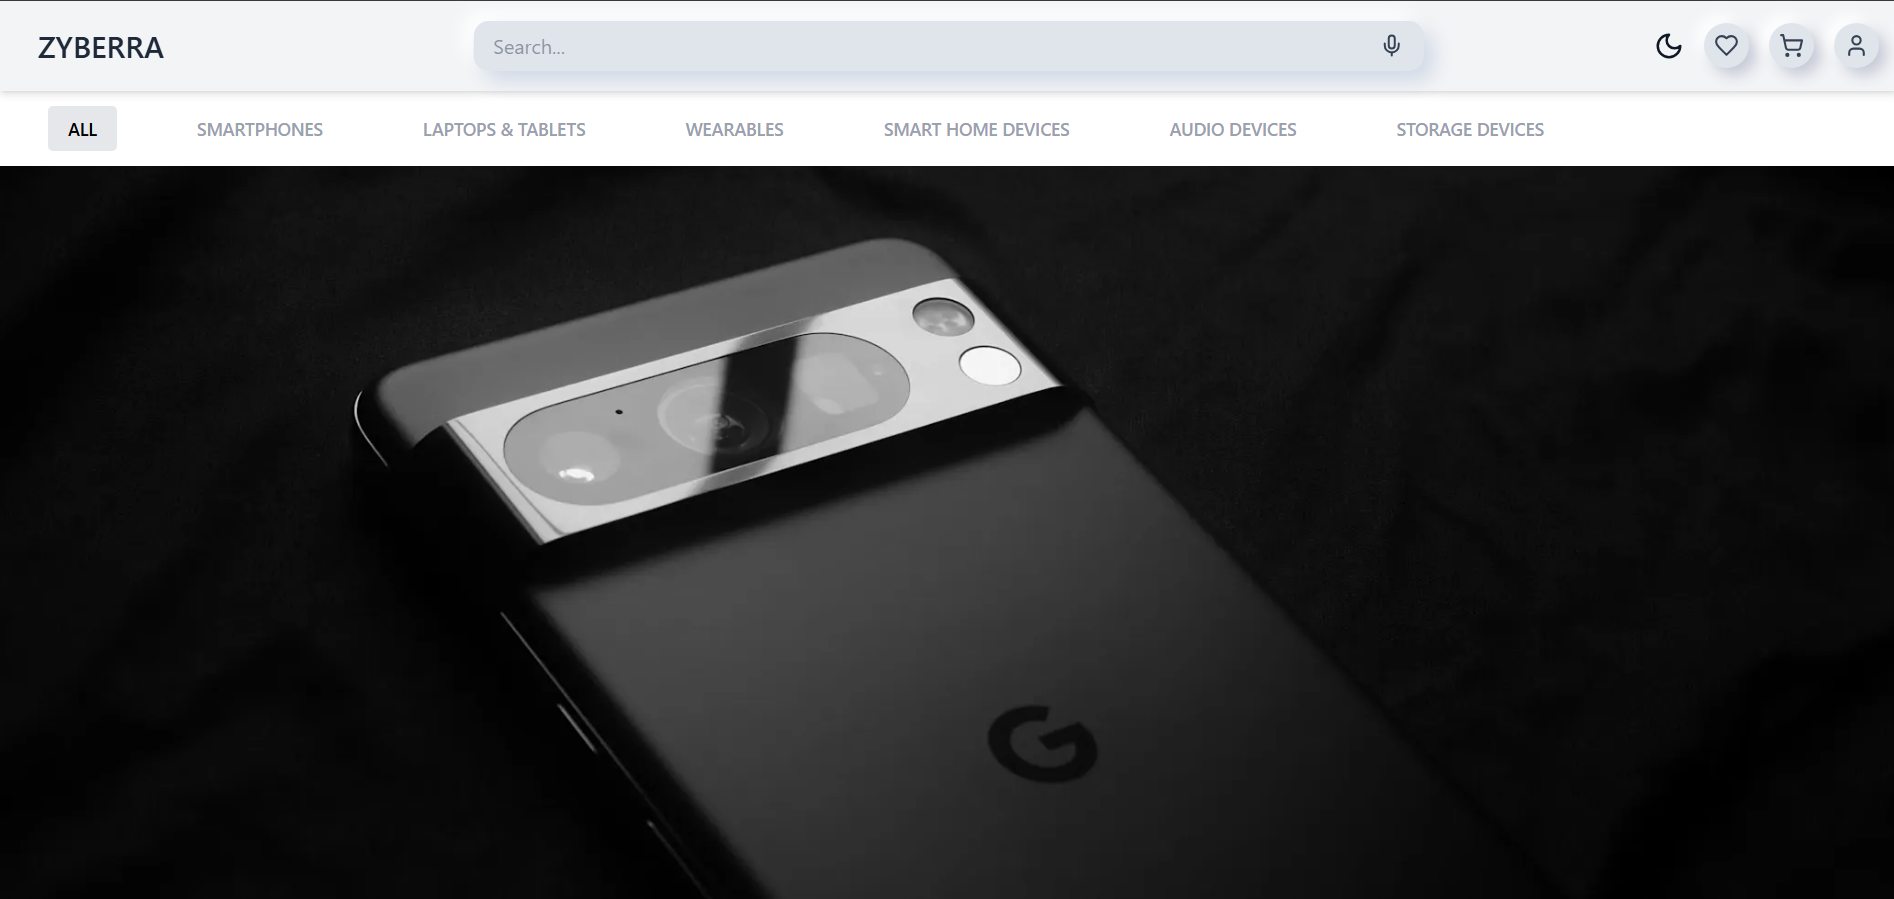 ZYBERRA
Search...
ALL
SMARTPHONES
LAPTOPS & TABLETS
WEARABLES
SMART HOME DEVICES
AUDIO DEVICES
STORAGE DEVICES
G